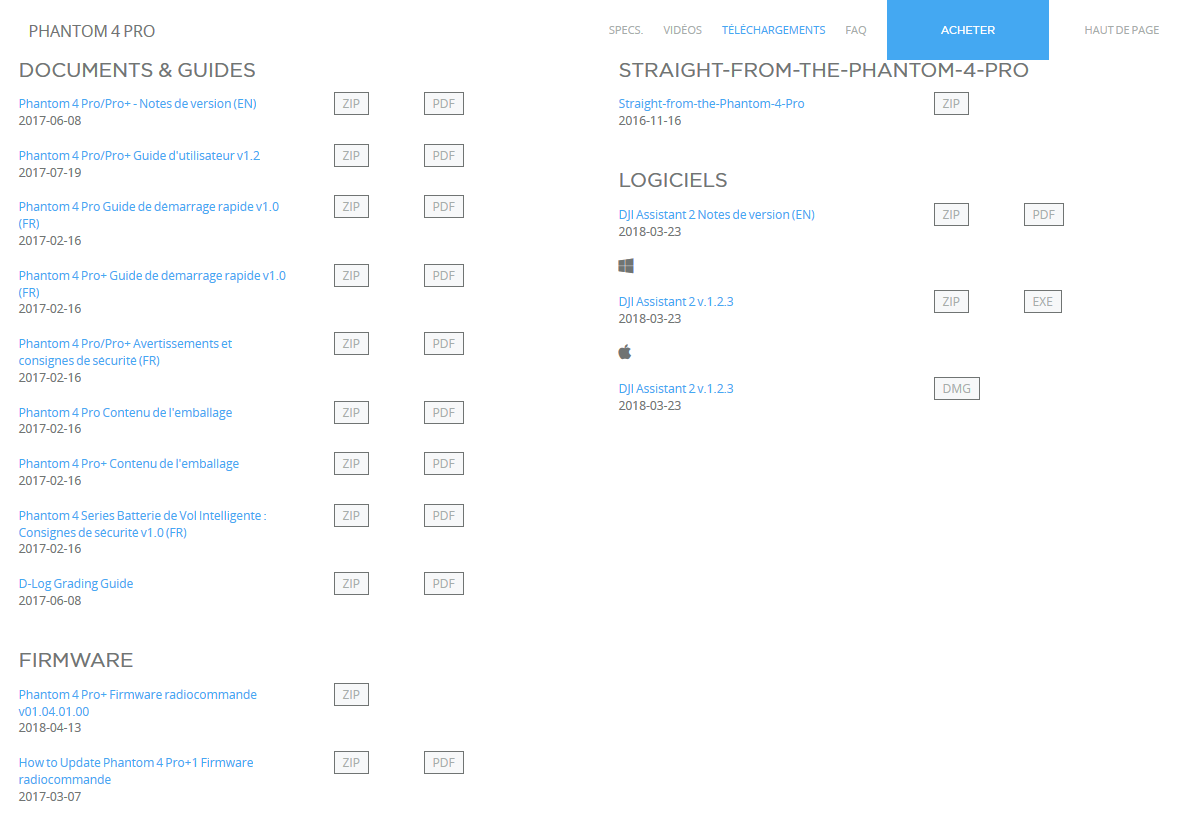 PHANTOM 4 PRO
SPECS. VIDÉOS TÉLÉCHARGEMENTS FAQ ACHETER HAUT DE PAGE
DOCUMENTS & GUIDES
Phantom 4 Pro/Pro+ - Notes de version (EN) ZIP PDF
2017-06-08
Phantom 4 Pro/Pro+ Guide d'utilisateur v1.2 ZIP PDF
2017-07-19
Phantom 4 Pro Guide de démarrage rapide v1.0 ZIP PDF
(FR)
2017-02-16
Phantom 4 Pro+ Guide de démarrage rapide v1.0 ZIP PDF
(FR)
2017-02-16
Phantom 4 Pro/Pro+ Avertissements et ZIP PDF
consignes de sécurité (FR)
2017-02-16
Phantom 4 Pro Contenu de l'emballage ZIP PDF
2017-02-16
Phantom 4 Pro+ Contenu de l'emballage ZIP PDF
2017-02-16
Phantom 4 Series Batterie de Vol Intelligente : ZIP PDF
Consignes de sécurité v1.0 (FR)
2017-02-16
D-Log Grading Guide ZIP PDF
2017-06-08
FIRMWARE
Phantom 4 Pro+ Firmware radiocommande ZIP
v01.04.01.00
2018-04-13
How to Update Phantom 4 Pro+1 Firmware ZIP PDF
radiocommande
2017-03-07
STRAIGHT-FROM-THE-PHANTOM-4-PRO
Straight-from-the-Phantom-4-Pro ZIP
2016-11-16
LOGICIELS
DJI Assistant 2 Notes de version (EN) ZIP PDF
2018-03-23
DJI Assistant 2 v.1.2.3 ZIP EXE
2018-03-23
DJI Assistant 2 v.1.2.3 DMG
2018-03-23